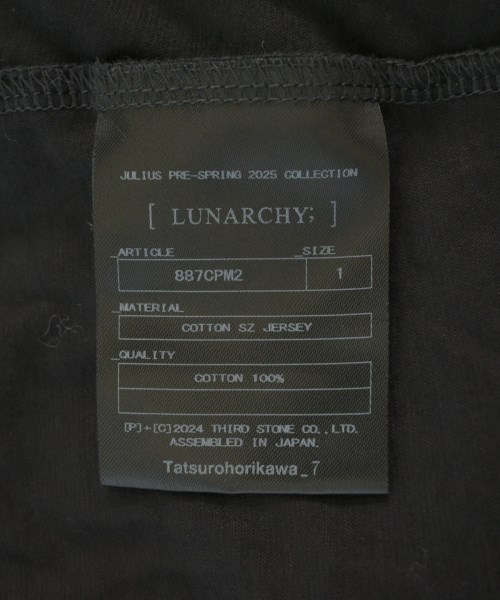 JULIUS PRE-SPRING 2025 COLLECTION
[ LUNARCHY; ]
_ARTICLE _SIZE
887CPM2 1
_MATERIAL
COTTON SZ JERSEY
_QUALITY
COTTON 100%
[P]+[C]2024 THIRD STONE CO.,LTD.
ASSEMBLED IN JAPAN.
Tatsurohorikawa_7